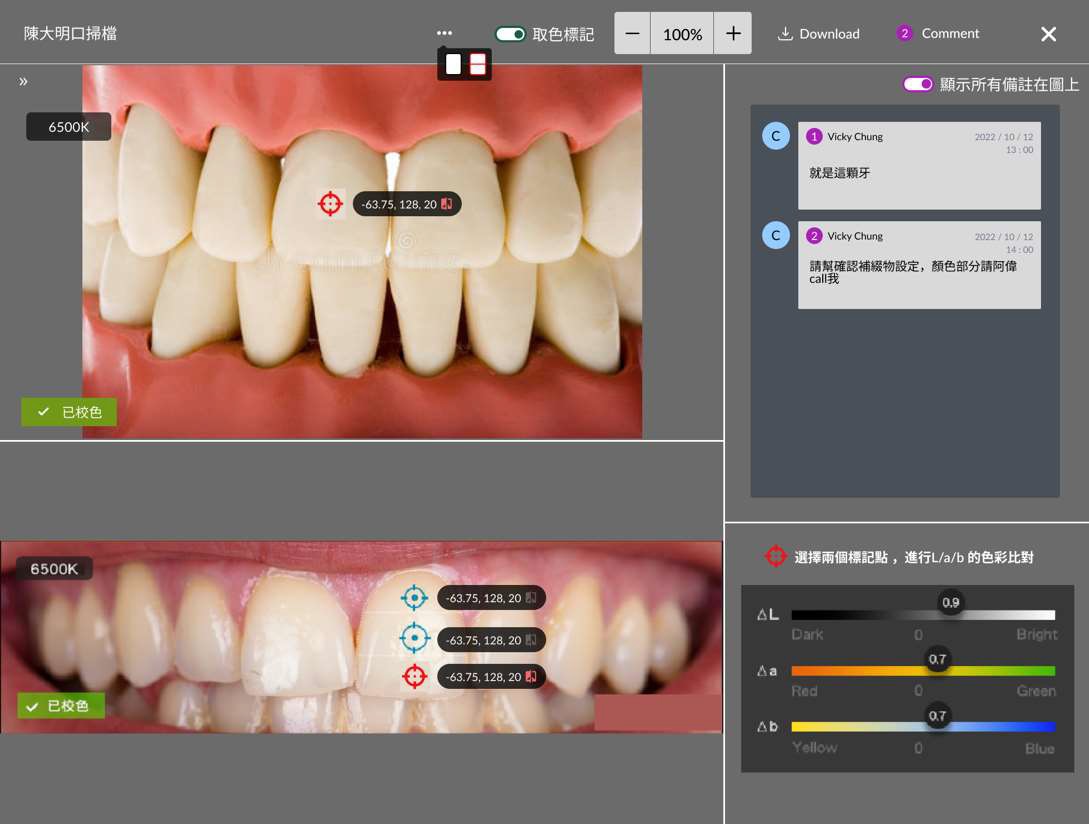 陳大明口掃檔
取色標記
100%
Download
2 Comment
顯示所有備註在圖上
6500K
-63.75, 128, 20
已校色
C
1 Vicky Chung
2022 / 10 / 12
13 : 00
就是這顆牙
C
2 Vicky Chung
2022 / 10 / 12
14 : 00
請幫確認補綴物設定，顏色部分請阿偉
call我
6500K
-63.75, 128, 20
-63.75, 128, 20
-63.75, 128, 20
已校色
選擇兩個標記點 ，進行L/a/b 的色彩比對
ΔL
0.9
Dark 0 Bright
Δa
0.7
Red 0 Green
Δb
0.7
Yellow 0 Blue